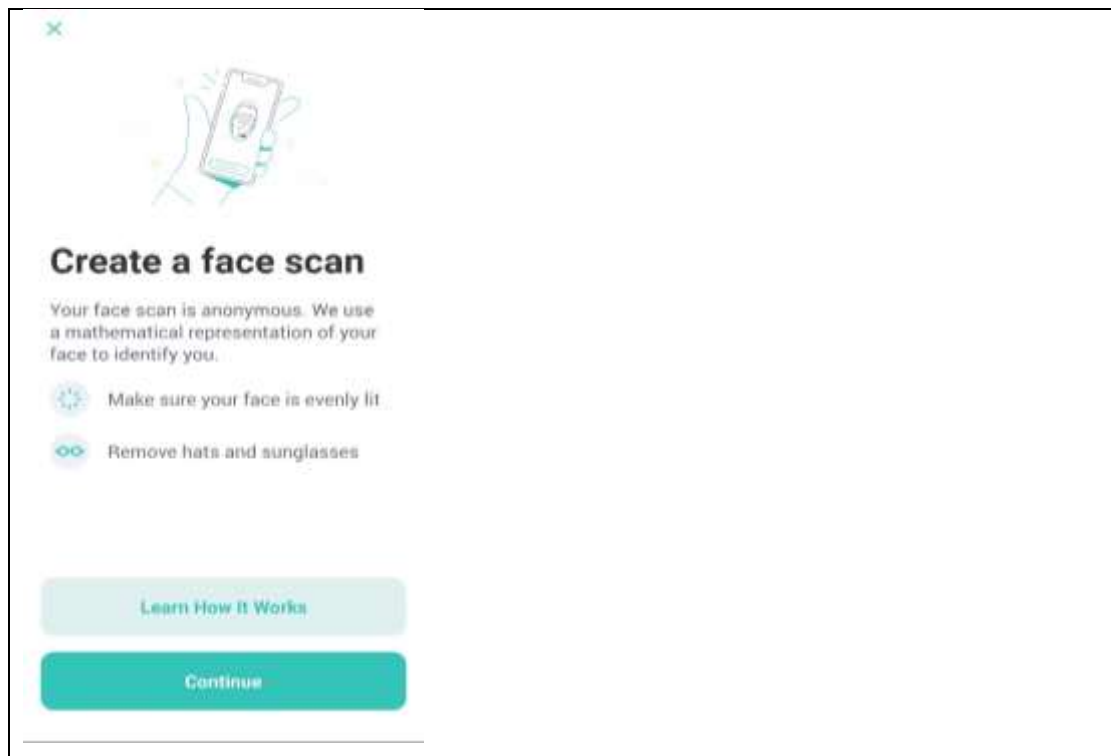 Create a face scan
Your face scan is anonymous. We use
a mathematical representation of your
face to identify you.
Make sure your face is evenly lit
Remove hats and sunglasses
Learn How It Works
Continue